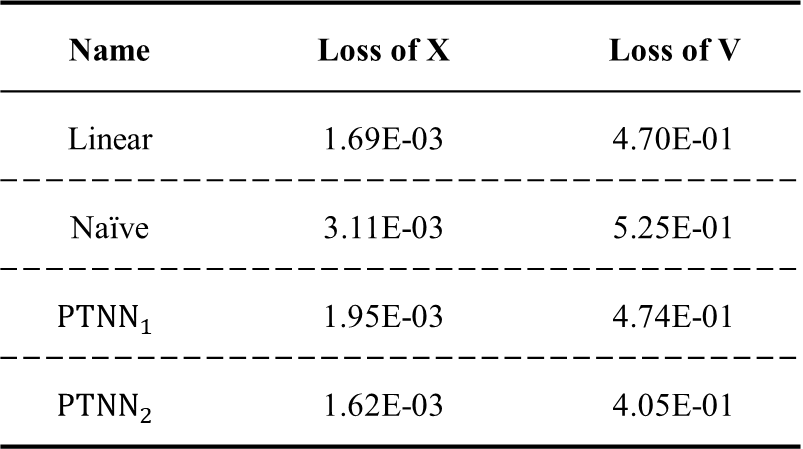 Name Loss of X Loss of V
Linear 1.69E-03 4.70E-01
Naïve 3.11E-03 5.25E-01
PTNN₁ 1.95E-03 4.74E-01
PTNN₂ 1.62E-03 4.05E-01